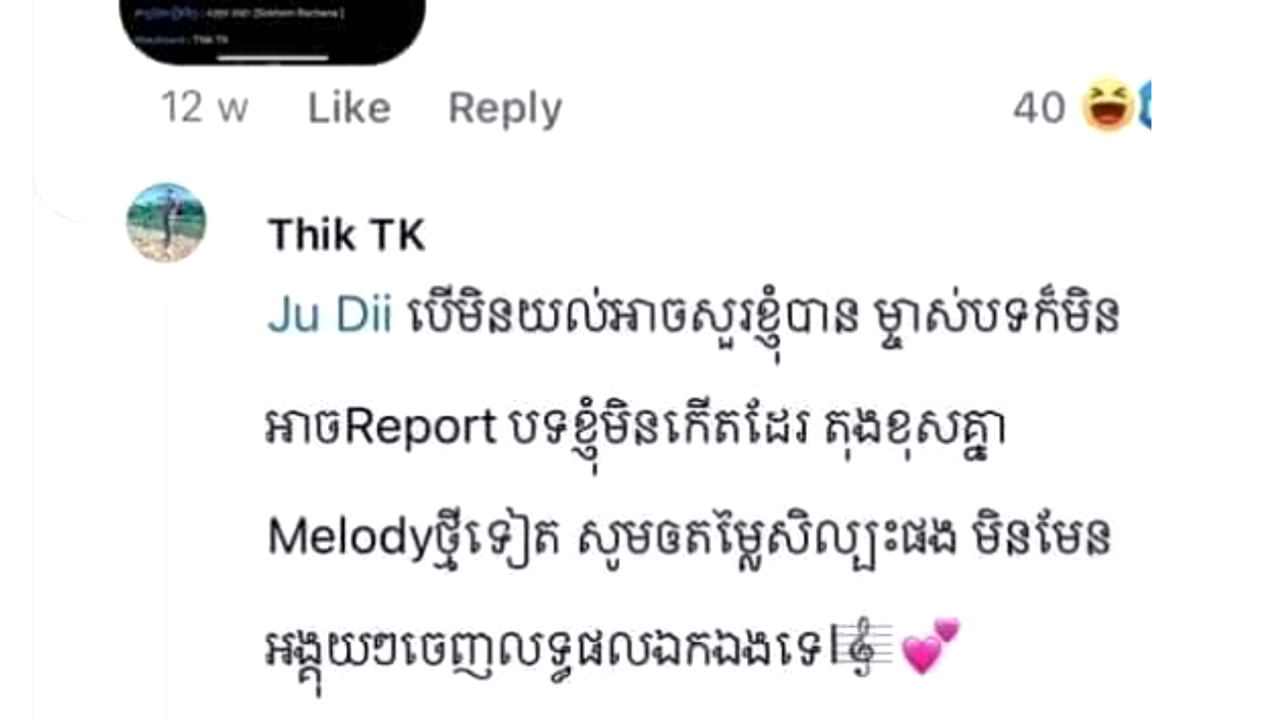 12 w Like Reply 40
Thik TK
Ju Dii បើមិនយល់អាចសួរខ្ញុំបាន ម្ចាស់បទក៏មិន
អាចReport បទខ្ញុំមិនកើតដែរ តុងខុសគ្នា
Melodyថ្មីទៀត សូមឲតម្លៃសិល្បះផង មិនមែន
អង្គុយៗចេញលទ្ធផលឯកឯងទេ